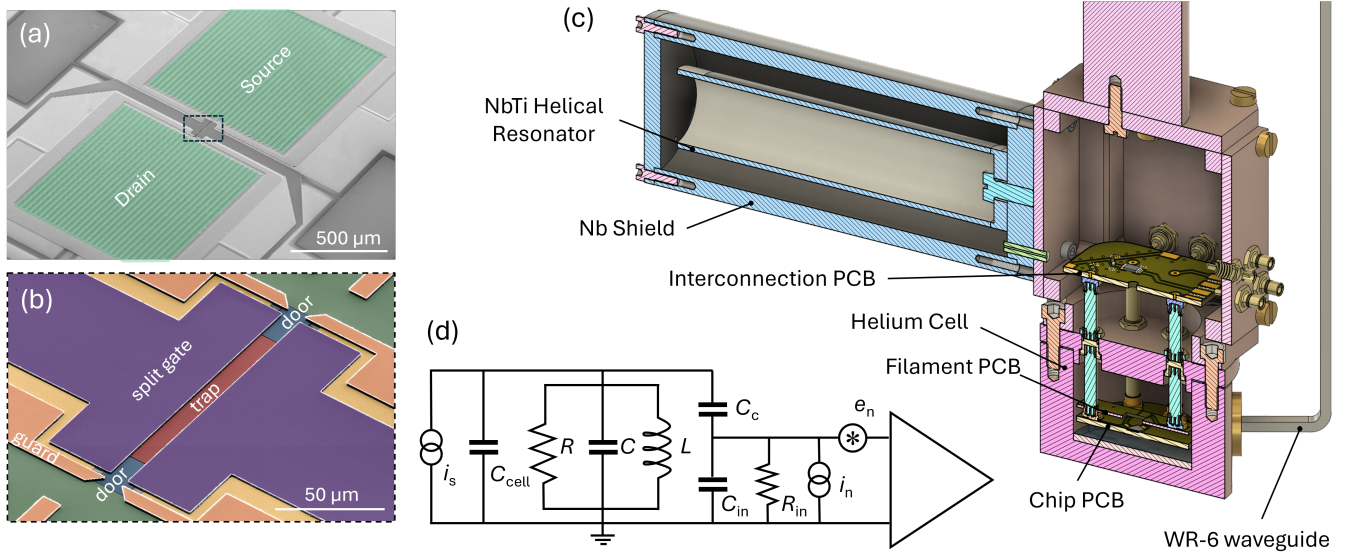 (a)
Source
Drain
500 µm
(b)
door
split gate
trap
guard
door
50 µm
(c)
NbTi Helical
Resonator
Nb Shield
Interconnection PCB
Helium Cell
Filament PCB
Chip PCB
WR-6 waveguide
(d)
i_s
C_cell
R
C
L
C_c
C_in
R_in
i_n
e_n
*